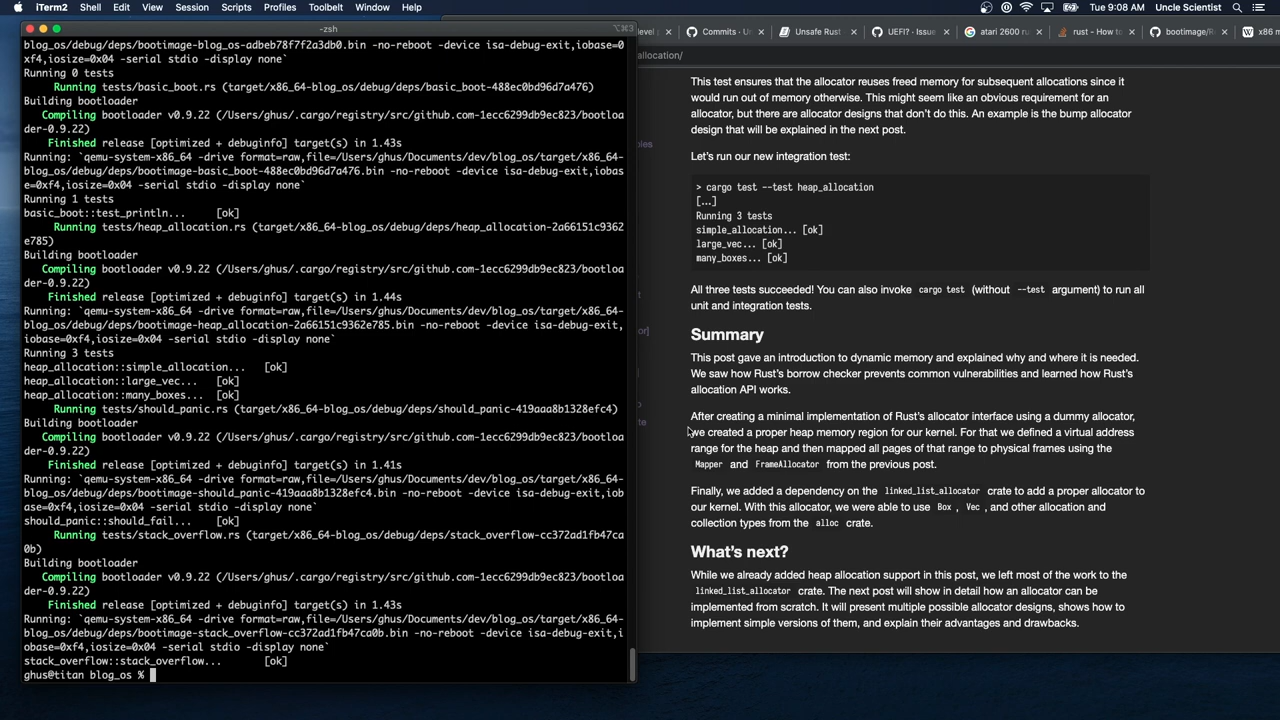 iTerm2 Shell Edit View Session Scripts Profiles Toolbelt Window Help
Tue 9:08 AM Uncle Scientist
-zsh
⌥⌘3
blog_os/debug/deps/bootimage-blog_os-adbeb78f7f2a3db0.bin -no-reboot -device isa-debug-exit,iobase=0
xf4,iosize=0x04 -serial stdio -display none`
Running 0 tests
Running tests/basic_boot.rs (target/x86_64-blog_os/debug/deps/basic_boot-488ec0bd96d7a476)
Building bootloader
Compiling bootloader v0.9.22 (/Users/ghus/.cargo/registry/src/github.com-1ecc6299db9ec823/bootloa
der-0.9.22)
Finished release [optimized + debuginfo] target(s) in 1.43s
Running: `qemu-system-x86_64 -drive format=raw,file=/Users/ghus/Documents/dev/blog_os/target/x86_64-
blog_os/debug/deps/bootimage-basic_boot-488ec0bd96d7a476.bin -no-reboot -device isa-debug-exit,iobas
e=0xf4,iosize=0x04 -serial stdio -display none`
Running 1 tests
basic_boot::test_println... [ok]
Running tests/heap_allocation.rs (target/x86_64-blog_os/debug/deps/heap_allocation-2a66151c9362
e785)
Building bootloader
Compiling bootloader v0.9.22 (/Users/ghus/.cargo/registry/src/github.com-1ecc6299db9ec823/bootloa
der-0.9.22)
Finished release [optimized + debuginfo] target(s) in 1.44s
Running: `qemu-system-x86_64 -drive format=raw,file=/Users/ghus/Documents/dev/blog_os/target/x86_64-
blog_os/debug/deps/bootimage-heap_allocation-2a66151c9362e785.bin -no-reboot -device isa-debug-exit,
iobase=0xf4,iosize=0x04 -serial stdio -display none`
Running 3 tests
heap_allocation::simple_allocation... [ok]
heap_allocation::large_vec... [ok]
heap_allocation::many_boxes... [ok]
Running tests/should_panic.rs (target/x86_64-blog_os/debug/deps/should_panic-419aaa8b1328efc4)
Building bootloader
Compiling bootloader v0.9.22 (/Users/ghus/.cargo/registry/src/github.com-1ecc6299db9ec823/bootloa
der-0.9.22)
Finished release [optimized + debuginfo] target(s) in 1.41s
Running: `qemu-system-x86_64 -drive format=raw,file=/Users/ghus/Documents/dev/blog_os/target/x86_64-
blog_os/debug/deps/bootimage-should_panic-419aaa8b1328efc4.bin -no-reboot -device isa-debug-exit,iob
ase=0xf4,iosize=0x04 -serial stdio -display none`
should_panic::should_fail... [ok]
Running tests/stack_overflow.rs (target/x86_64-blog_os/debug/deps/stack_overflow-cc372ad1fb47ca
0b)
Building bootloader
Compiling bootloader v0.9.22 (/Users/ghus/.cargo/registry/src/github.com-1ecc6299db9ec823/bootloa
der-0.9.22)
Finished release [optimized + debuginfo] target(s) in 1.43s
Running: `qemu-system-x86_64 -drive format=raw,file=/Users/ghus/Documents/dev/blog_os/target/x86_64-
blog_os/debug/deps/bootimage-stack_overflow-cc372ad1fb47ca0b.bin -no-reboot -device isa-debug-exit,i
obase=0xf4,iosize=0x04 -serial stdio -display none`
stack_overflow::stack_overflow... [ok]
ghus@titan blog_os %
level p Commits · Un Unsafe Rus UEFI? · Issue atari 2600 r rust - How to bootimage/R x86 m
allocation/
This test ensures that the allocator reuses freed memory for subsequent allocations since it
would run out of memory otherwise. This might seem like an obvious requirement for an
allocator, but there are allocator designs that don't do this. An example is the bump allocator
design that will be explained in the next post.
Let's run our new integration test:
> cargo test --test heap_allocation
[…]
Running 3 tests
simple_allocation... [ok]
large_vec... [ok]
many_boxes... [ok]
All three tests succeeded! You can also invoke cargo test (without --test argument) to run all
unit and integration tests.
Summary
This post gave an introduction to dynamic memory and explained why and where it is needed.
We saw how Rust's borrow checker prevents common vulnerabilities and learned how Rust's
allocation API works.
After creating a minimal implementation of Rust's allocator interface using a dummy allocator,
we created a proper heap memory region for our kernel. For that we defined a virtual address
range for the heap and then mapped all pages of that range to physical frames using the
Mapper and FrameAllocator from the previous post.
Finally, we added a dependency on the linked_list_allocator crate to add a proper allocator to
our kernel. With this allocator, we were able to use Box , Vec , and other allocation and
collection types from the alloc crate.
What's next?
While we already added heap allocation support in this post, we left most of the work to the
linked_list_allocator crate. The next post will show in detail how an allocator can be
implemented from scratch. It will present multiple possible allocator designs, shows how to
implement simple versions of them, and explain their advantages and drawbacks.